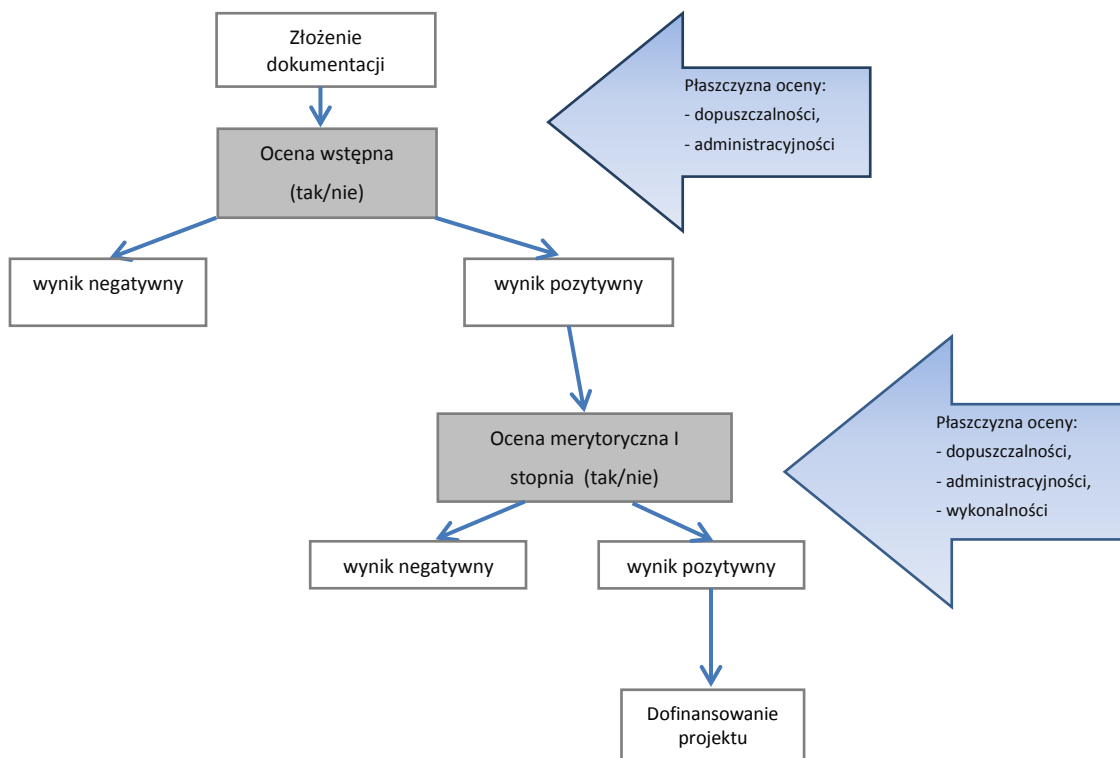 Złożenie
dokumentacji
Płaszczyzna oceny:
- dopuszczalności,
- administracyjności
Ocena wstępna
(tak/nie)
wynik negatywny
wynik pozytywny
Ocena merytoryczna I
stopnia (tak/nie)
Płaszczyzna oceny:
- dopuszczalności,
- administracyjności,
- wykonalności
wynik negatywny
wynik pozytywny
Dofinansowanie
projektu